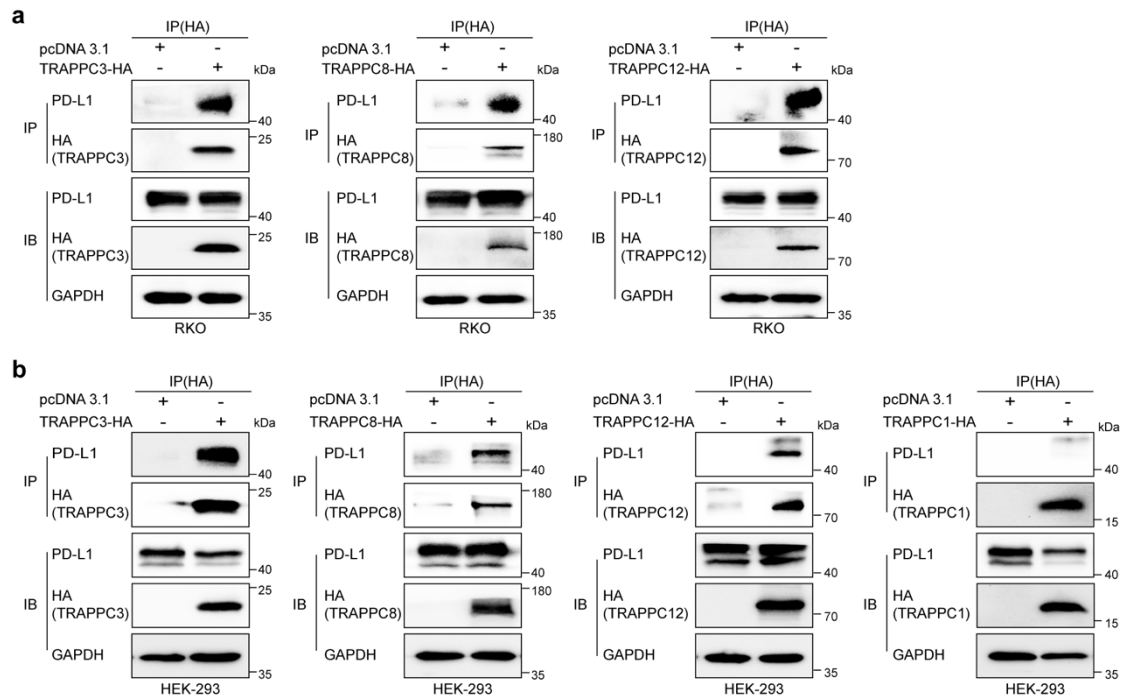 a
IP(HA)
pcDNA 3.1 + -
TRAPPC3-HA - + kDa
IP
PD-L1
40
HA
(TRAPPC3)
25
IB
PD-L1
40
HA
(TRAPPC3)
25
GAPDH
35
RKO
IP(HA)
pcDNA 3.1 + -
TRAPPC8-HA - + kDa
IP
PD-L1
40
HA
(TRAPPC8)
180
IB
PD-L1
40
HA
(TRAPPC8)
180
GAPDH
35
RKO
IP(HA)
pcDNA 3.1 + -
TRAPPC12-HA - + kDa
IP
PD-L1
40
HA
(TRAPPC12)
70
IB
PD-L1
40
HA
(TRAPPC12)
70
GAPDH
35
RKO
b
IP(HA)
pcDNA 3.1 + -
TRAPPC3-HA - + kDa
IP
PD-L1
40
HA
(TRAPPC3)
25
IB
PD-L1
40
HA
(TRAPPC3)
25
GAPDH
35
HEK-293
IP(HA)
pcDNA 3.1 + -
TRAPPC8-HA - + kDa
IP
PD-L1
40
HA
(TRAPPC8)
180
IB
PD-L1
40
HA
(TRAPPC8)
180
GAPDH
35
HEK-293
IP(HA)
pcDNA 3.1 + -
TRAPPC12-HA - + kDa
IP
PD-L1
40
HA
(TRAPPC12)
70
IB
PD-L1
40
HA
(TRAPPC12)
70
GAPDH
35
HEK-293
IP(HA)
pcDNA 3.1 + -
TRAPPC1-HA - + kDa
IP
PD-L1
40
HA
(TRAPPC1)
15
IB
PD-L1
40
HA
(TRAPPC1)
15
GAPDH
35
HEK-293